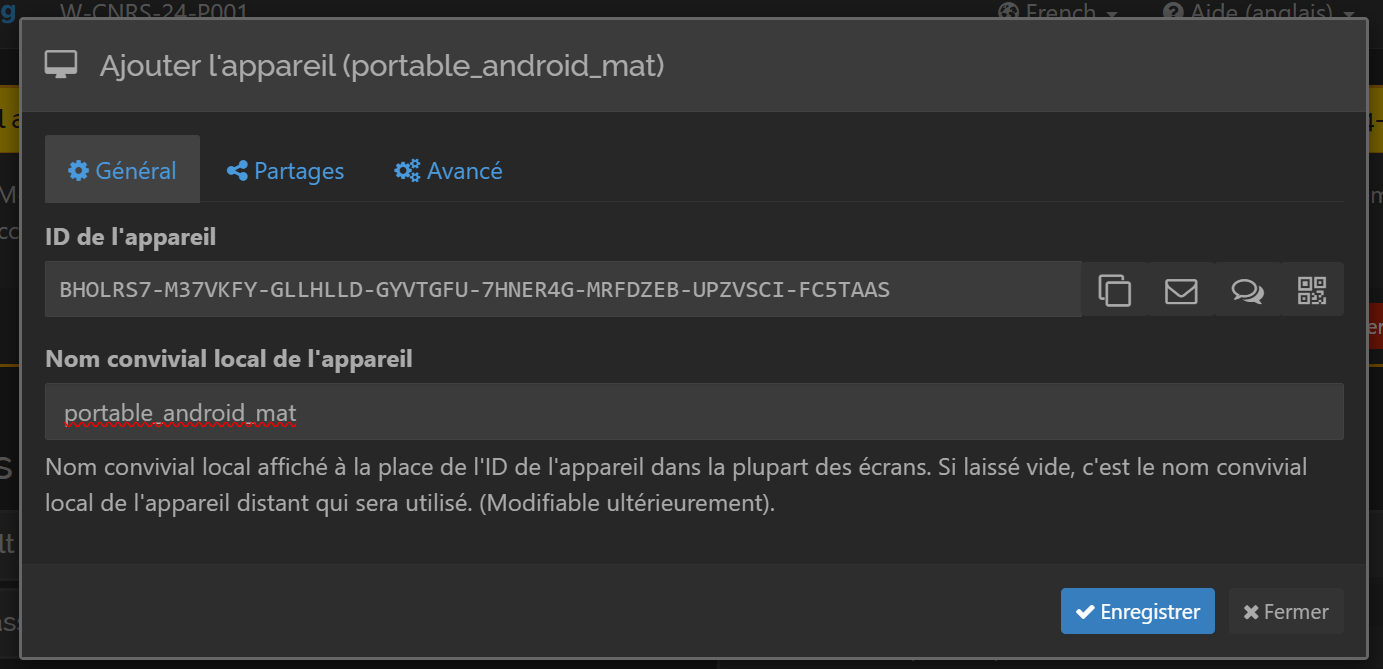 W-CNRS-24-P001
French
Aide (anglais)
Ajouter l'appareil (portable_android_mat)
Général
Partages
Avancé
ID de l'appareil
BHOLRS7-M37VKFY-GLLHLLD-GYVTGFU-7HNER4G-MRFDZEB-UPZVSCI-FC5TAAS
Nom convivial local de l'appareil
portable_android_mat
Nom convivial local affiché à la place de l'ID de l'appareil dans la plupart des écrans. Si laissé vide, c'est le nom convivial
local de l'appareil distant qui sera utilisé. (Modifiable ultérieurement).
Enregistrer
Fermer